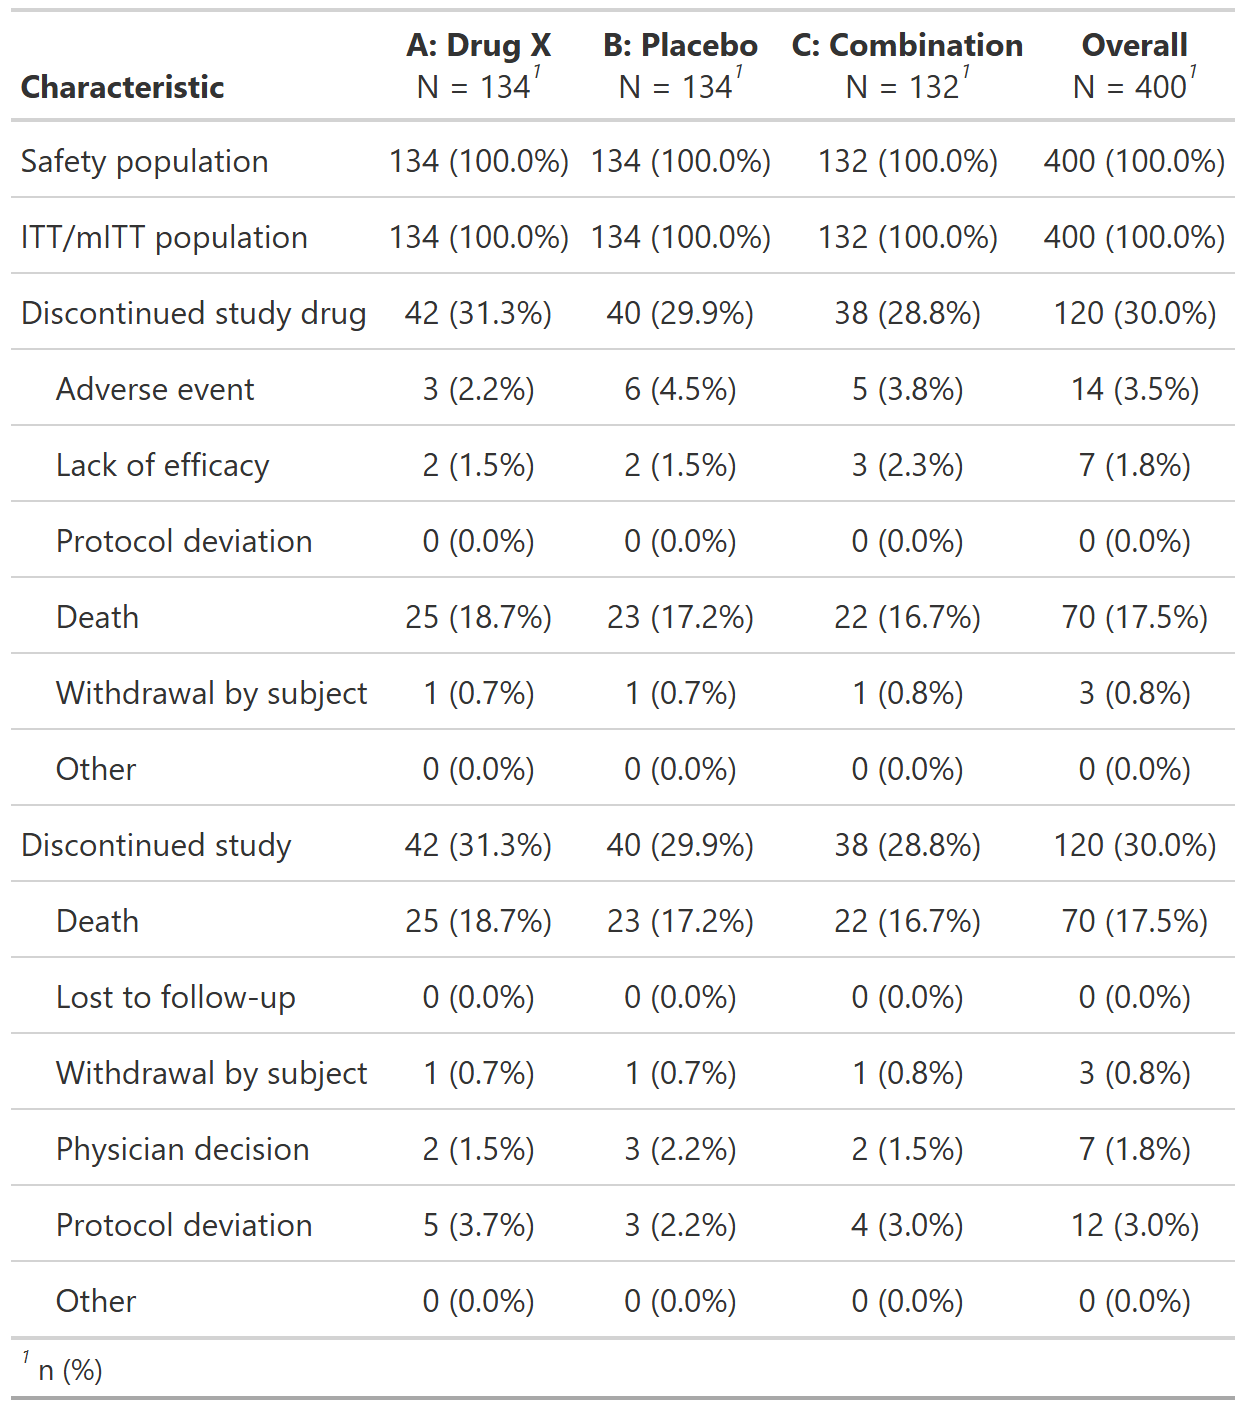 A: Drug X B: Placebo C: Combination Overall
Characteristic N = 134¹ N = 134¹ N = 132¹ N = 400¹
Safety population 134 (100.0%) 134 (100.0%) 132 (100.0%) 400 (100.0%)
ITT/mITT population 134 (100.0%) 134 (100.0%) 132 (100.0%) 400 (100.0%)
Discontinued study drug 42 (31.3%) 40 (29.9%) 38 (28.8%) 120 (30.0%)
Adverse event 3 (2.2%) 6 (4.5%) 5 (3.8%) 14 (3.5%)
Lack of efficacy 2 (1.5%) 2 (1.5%) 3 (2.3%) 7 (1.8%)
Protocol deviation 0 (0.0%) 0 (0.0%) 0 (0.0%) 0 (0.0%)
Death 25 (18.7%) 23 (17.2%) 22 (16.7%) 70 (17.5%)
Withdrawal by subject 1 (0.7%) 1 (0.7%) 1 (0.8%) 3 (0.8%)
Other 0 (0.0%) 0 (0.0%) 0 (0.0%) 0 (0.0%)
Discontinued study 42 (31.3%) 40 (29.9%) 38 (28.8%) 120 (30.0%)
Death 25 (18.7%) 23 (17.2%) 22 (16.7%) 70 (17.5%)
Lost to follow-up 0 (0.0%) 0 (0.0%) 0 (0.0%) 0 (0.0%)
Withdrawal by subject 1 (0.7%) 1 (0.7%) 1 (0.8%) 3 (0.8%)
Physician decision 2 (1.5%) 3 (2.2%) 2 (1.5%) 7 (1.8%)
Protocol deviation 5 (3.7%) 3 (2.2%) 4 (3.0%) 12 (3.0%)
Other 0 (0.0%) 0 (0.0%) 0 (0.0%) 0 (0.0%)
¹ n (%)